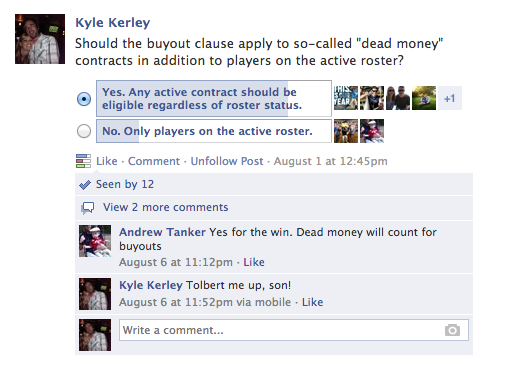 Kyle Kerley
Should the buyout clause apply to so-called "dead money"
contracts in addition to players on the active roster?
Yes. Any active contract should be
eligible regardless of roster status.
+1
No. Only players on the active roster.
Like · Comment · Unfollow Post · August 1 at 12:45pm
Seen by 12
View 2 more comments
Andrew Tanker Yes for the win. Dead money will count for
buyouts
August 6 at 11:12pm · Like
Kyle Kerley Tolbert me up, son!
August 6 at 11:52pm via mobile · Like
Write a comment...